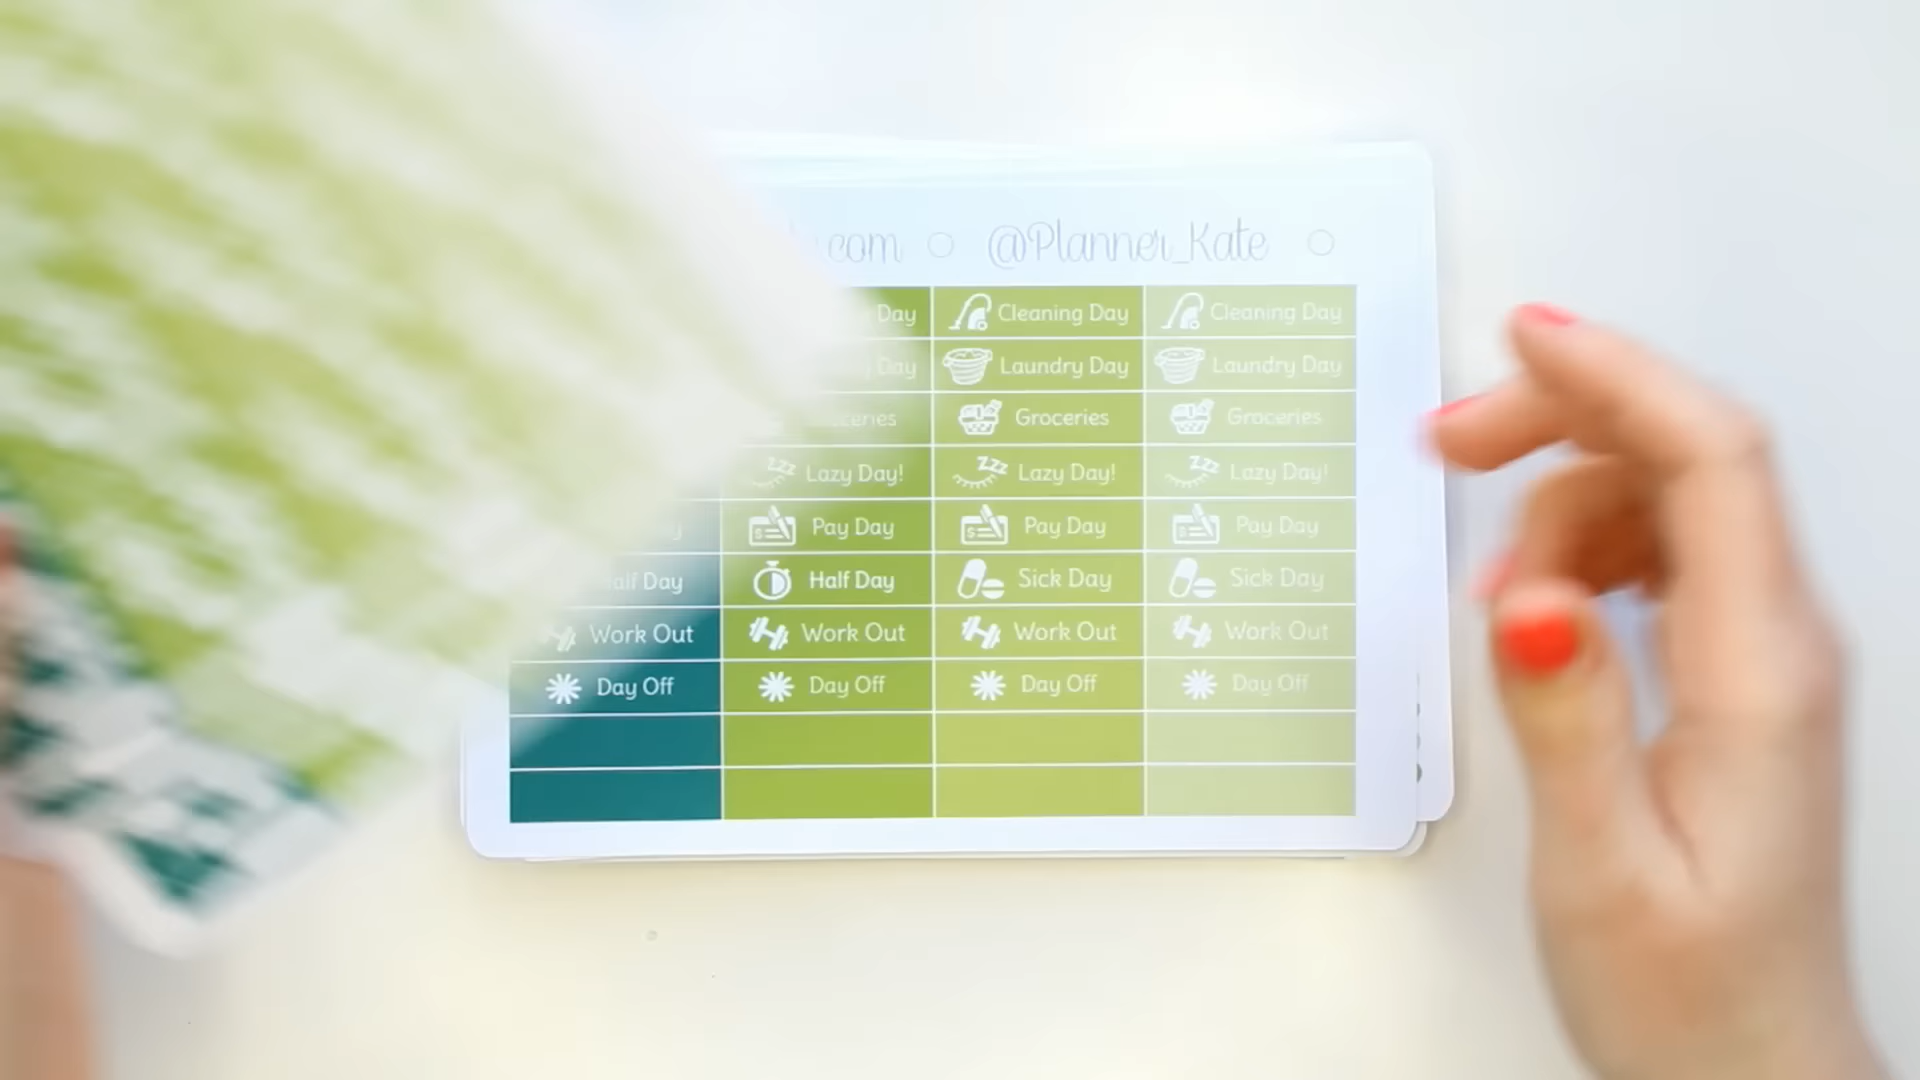 .com @Planner_Kate
Day Cleaning Day Cleaning Day
Day Laundry Day Laundry Day
Groceries Groceries
Lazy Day! Lazy Day! Lazy Day!
Pay Day Pay Day Pay Day
Half Day Half Day Sick Day Sick Day
Work Out Work Out Work Out Work Out
Day Off Day Off Day Off Day Off